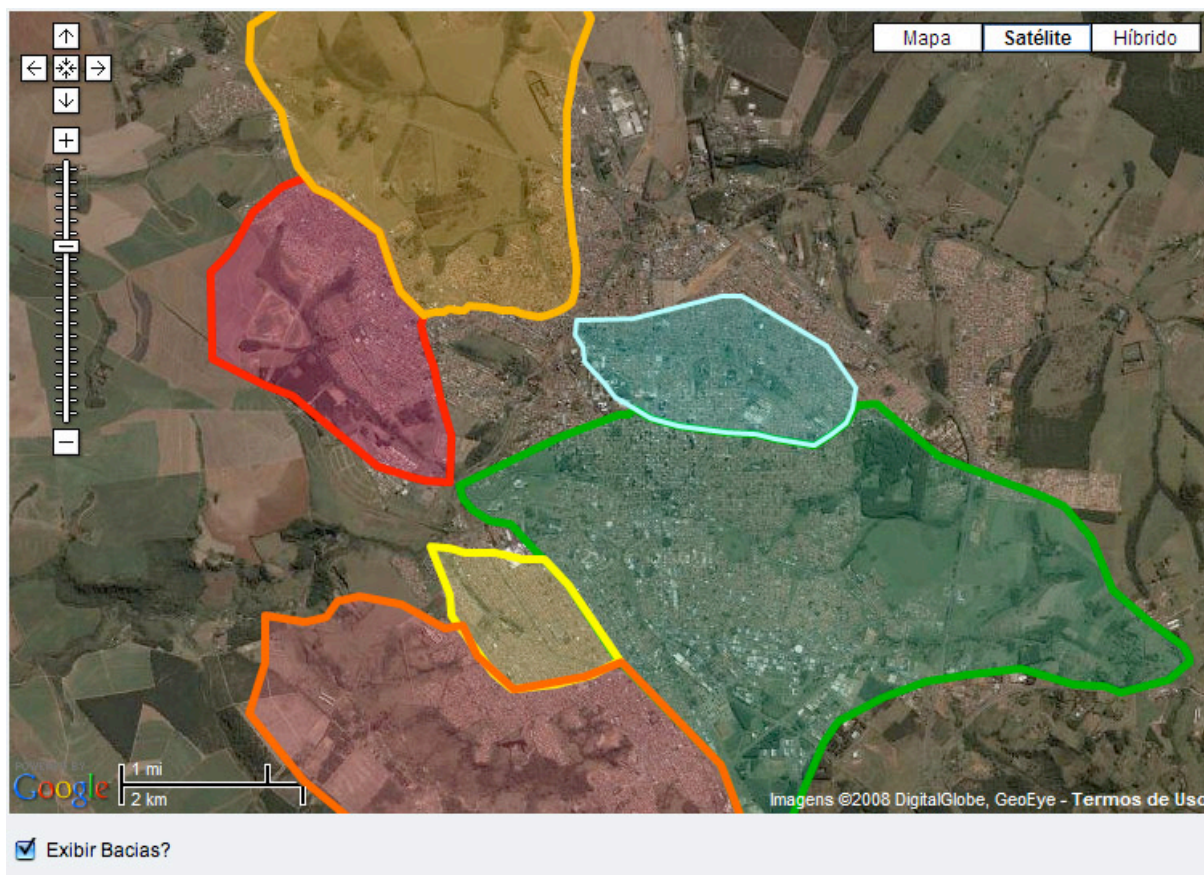 Mapa
Satélite
Híbrido
POWERED BY
Google
1 mi
2 km
Imagens ©2008 DigitalGlobe, GeoEye - Termos de Uso
Exibir Bacias?